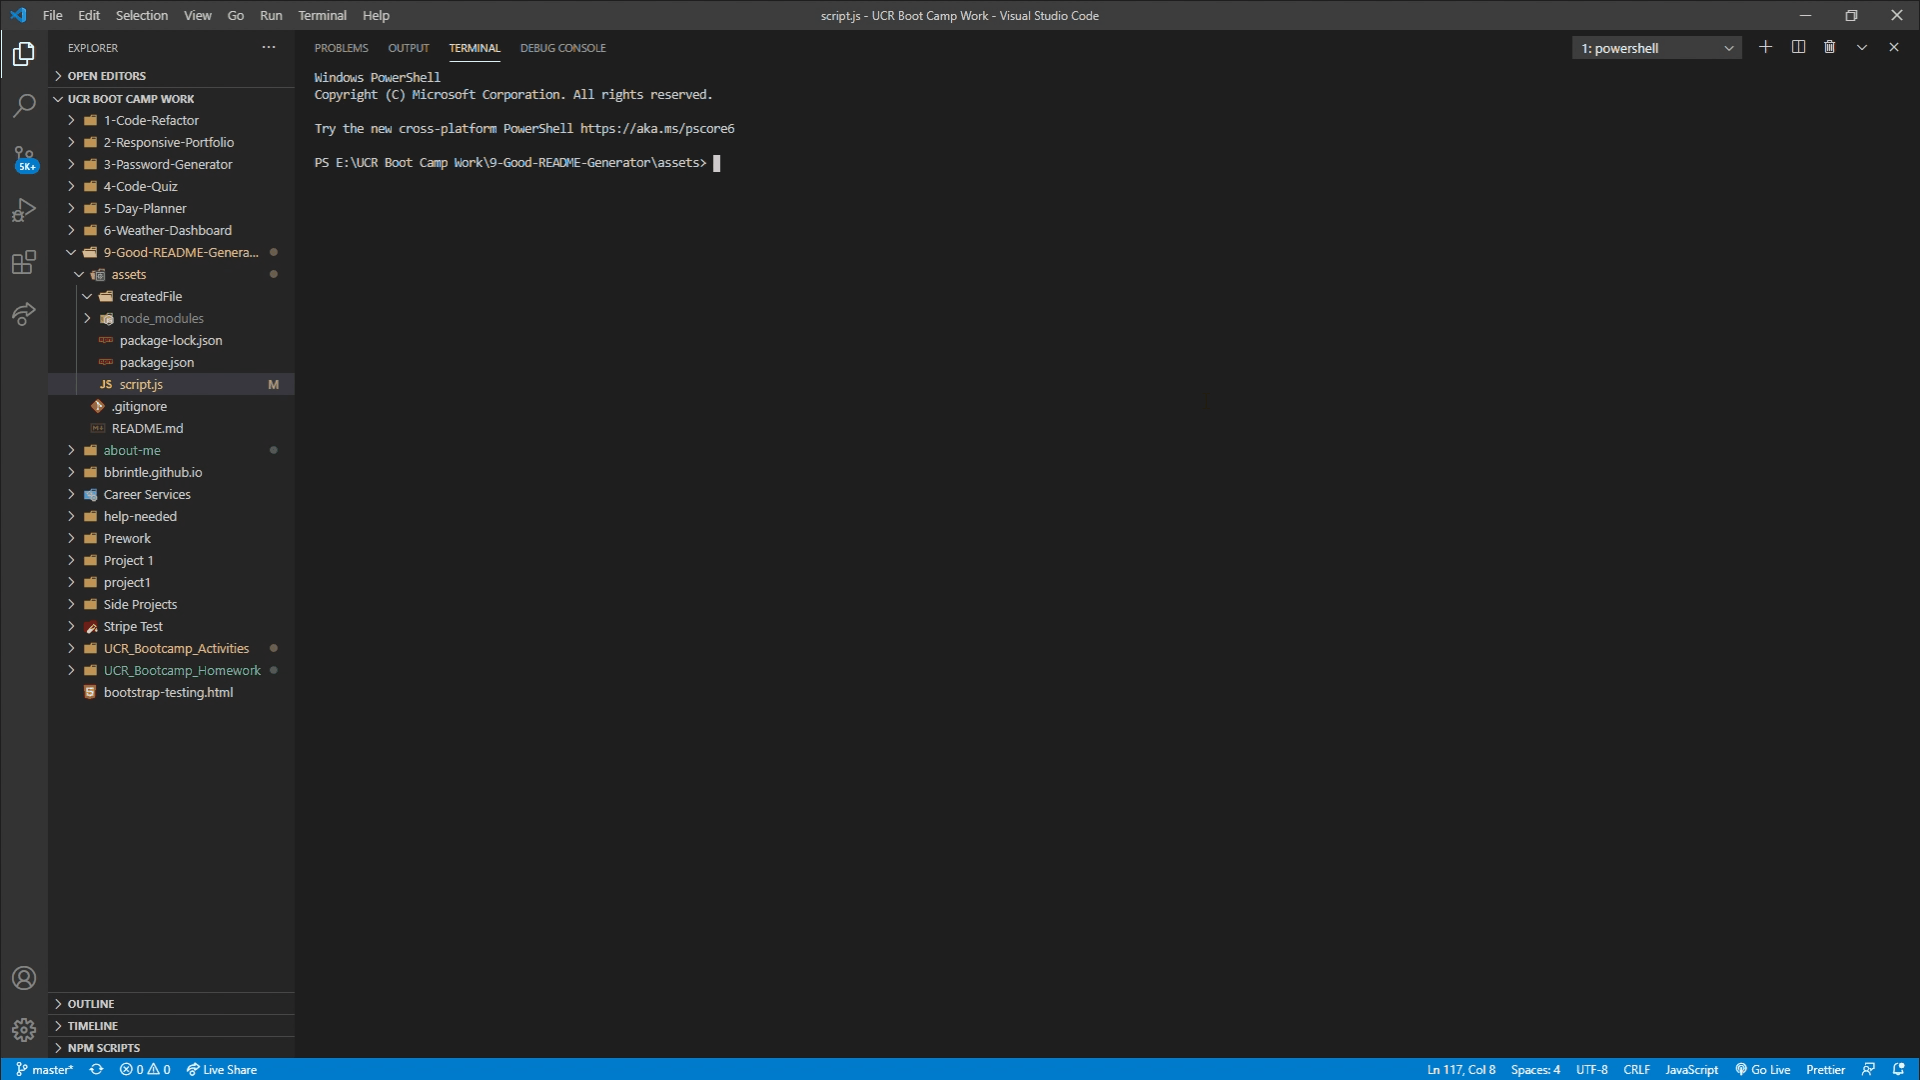 File Edit Selection View Go Run Terminal Help
script.js - UCR Boot Camp Work - Visual Studio Code
EXPLORER ···
OPEN EDITORS
UCR BOOT CAMP WORK
1-Code-Refactor
2-Responsive-Portfolio
3-Password-Generator
4-Code-Quiz
5-Day-Planner
6-Weather-Dashboard
9-Good-README-Genera...
assets
createdFile
node_modules
package-lock.json
package.json
JS script.js M
.gitignore
README.md
about-me
bbrintle.github.io
Career Services
help-needed
Prework
Project 1
project1
Side Projects
Stripe Test
UCR_Bootcamp_Activities
UCR_Bootcamp_Homework
bootstrap-testing.html
OUTLINE
TIMELINE
NPM SCRIPTS
5K+
PROBLEMS OUTPUT TERMINAL DEBUG CONSOLE
1: powershell
Windows PowerShell
Copyright (C) Microsoft Corporation. All rights reserved.
Try the new cross-platform PowerShell https://aka.ms/pscore6
PS E:\UCR Boot Camp Work\9-Good-README-Generator\assets>
master* 0 0 Live Share
Ln 117, Col 8 Spaces: 4 UTF-8 CRLF JavaScript Go Live Prettier